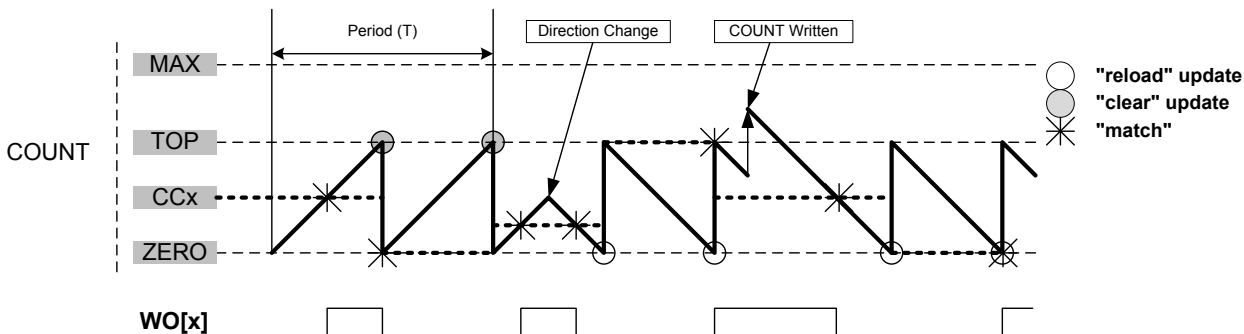 Period (T)
Direction Change
COUNT Written
MAX
"reload" update
"clear" update
TOP
"match"
COUNT
CCx
ZERO
WO[x]